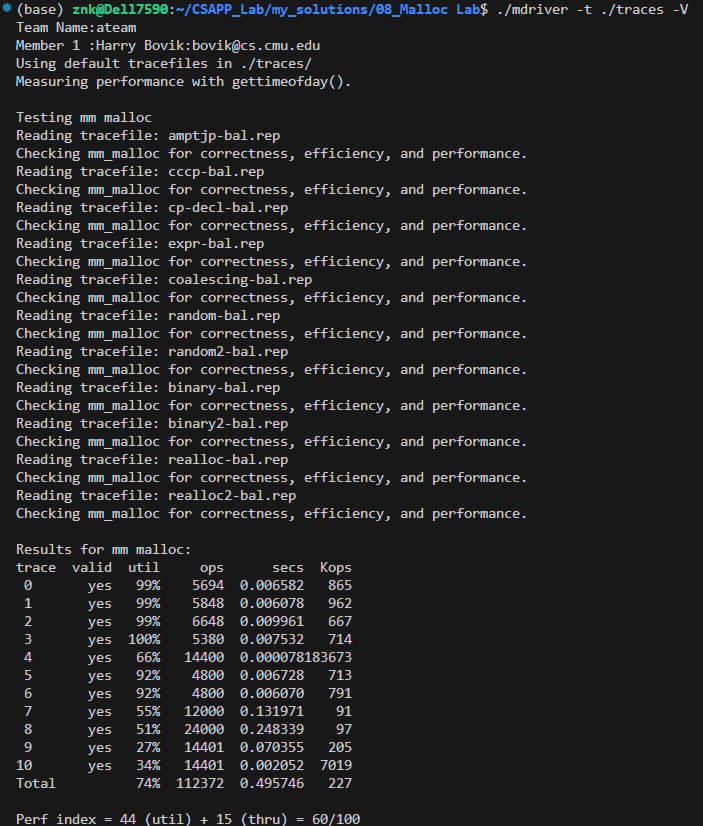 (base) znk@Dell7590:~/CSAPP_Lab/my_solutions/08_Malloc Lab$ ./mdriver -t ./traces -V
Team Name:ateam
Member 1 :Harry Bovik:bovik@cs.cmu.edu
Using default tracefiles in ./traces/
Measuring performance with gettimeofday().

Testing mm malloc
Reading tracefile: amptjp-bal.rep
Checking mm_malloc for correctness, efficiency, and performance.
Reading tracefile: cccp-bal.rep
Checking mm_malloc for correctness, efficiency, and performance.
Reading tracefile: cp-decl-bal.rep
Checking mm_malloc for correctness, efficiency, and performance.
Reading tracefile: expr-bal.rep
Checking mm_malloc for correctness, efficiency, and performance.
Reading tracefile: coalescing-bal.rep
Checking mm_malloc for correctness, efficiency, and performance.
Reading tracefile: random-bal.rep
Checking mm_malloc for correctness, efficiency, and performance.
Reading tracefile: random2-bal.rep
Checking mm_malloc for correctness, efficiency, and performance.
Reading tracefile: binary-bal.rep
Checking mm_malloc for correctness, efficiency, and performance.
Reading tracefile: binary2-bal.rep
Checking mm_malloc for correctness, efficiency, and performance.
Reading tracefile: realloc-bal.rep
Checking mm_malloc for correctness, efficiency, and performance.
Reading tracefile: realloc2-bal.rep
Checking mm_malloc for correctness, efficiency, and performance.

Results for mm malloc:
trace  valid  util     ops      secs  Kops
 0       yes   99%    5694  0.006582   865
 1       yes   99%    5848  0.006078   962
 2       yes   99%    6648  0.009961   667
 3       yes  100%    5380  0.007532   714
 4       yes   66%   14400  0.000078183673
 5       yes   92%    4800  0.006728   713
 6       yes   92%    4800  0.006070   791
 7       yes   55%   12000  0.131971    91
 8       yes   51%   24000  0.248339    97
 9       yes   27%   14401  0.070355   205
10       yes   34%   14401  0.002052  7019
Total          74%  112372  0.495746   227

Perf index = 44 (util) + 15 (thru) = 60/100